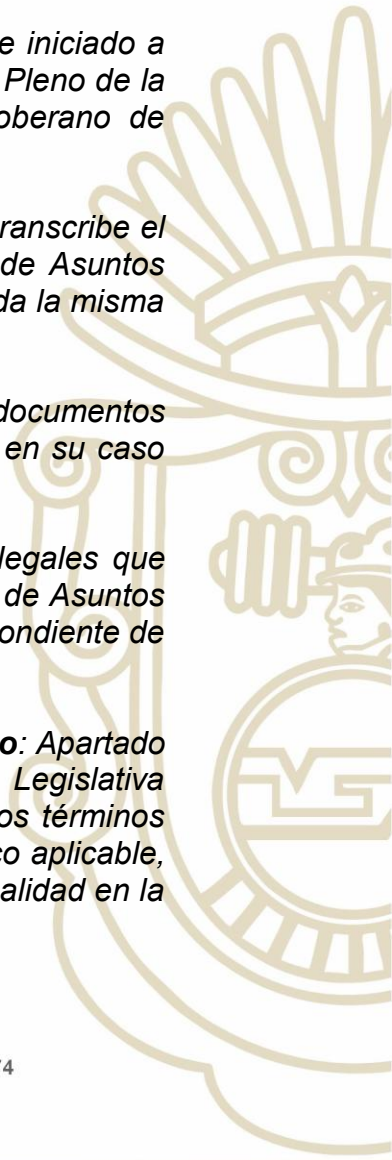 e iniciado a
Pleno de la
oberano de
ranscribe el
de Asuntos
da la misma
documentos
en su caso
legales que
de Asuntos
pondiente de
o: Apartado
Legislativa
os términos
co aplicable,
alidad en la
74